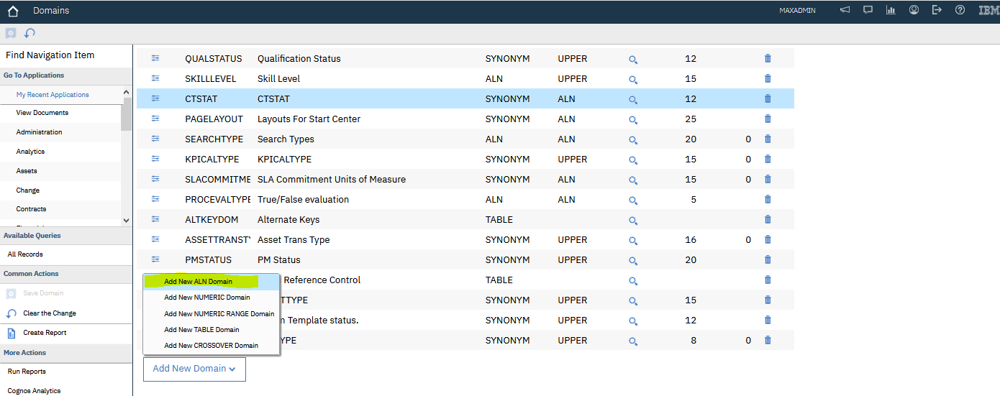 Domains MAXADMIN IBM
Find Navigation Item
Go To Applications
My Recent Applications
View Documents
Administration
Analytics
Assets
Change
Contracts
Available Queries
All Records
Common Actions
Save Domain
Clear the Change
Create Report
More Actions
Run Reports
Cognos Analytics
QUALSTATUS Qualification Status SYNONYM UPPER 12
SKILLLEVEL Skill Level ALN UPPER 15
CTSTAT CTSTAT SYNONYM ALN 12
PAGELAYOUT Layouts For Start Center SYNONYM ALN 25
SEARCHTYPE Search Types ALN ALN 20 0
KPICALTYPE KPICALTYPE SYNONYM UPPER 15 0
SLACOMMITME SLA Commitment Units of Measure SYNONYM ALN 15 0
PROCEVALTYPE True/False evaluation ALN ALN 5
ALTKEYDOM Alternate Keys TABLE
ASSETTRANSTY Asset Trans Type SYNONYM UPPER 16 0
PMSTATUS PM Status SYNONYM UPPER 20
Reference Control TABLE
TTYPE SYNONYM UPPER 15
n Template status. SYNONYM UPPER 12
YPE SYNONYM UPPER 8 0
Add New ALN Domain
Add New NUMERIC Domain
Add New NUMERIC RANGE Domain
Add New TABLE Domain
Add New CROSSOVER Domain
Add New Domain